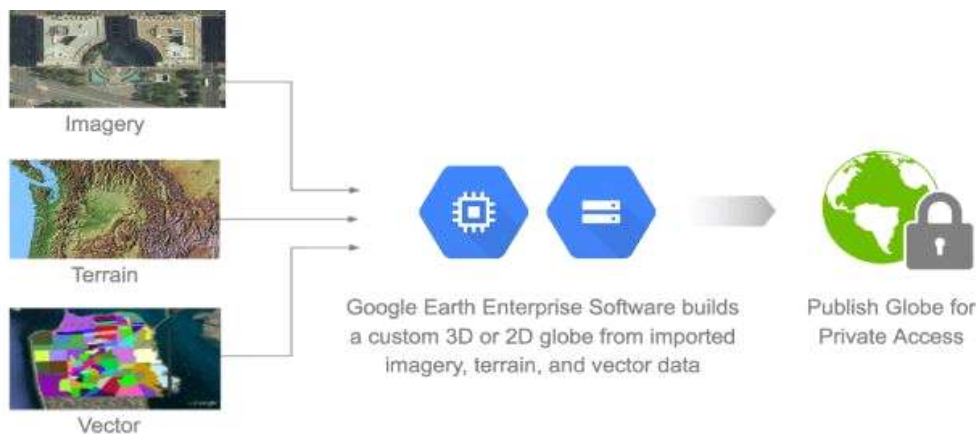 Imagery
Terrain
Vector
Google Earth Enterprise Software builds
a custom 3D or 2D globe from imported
imagery, terrain, and vector data
Publish Globe for
Private Access